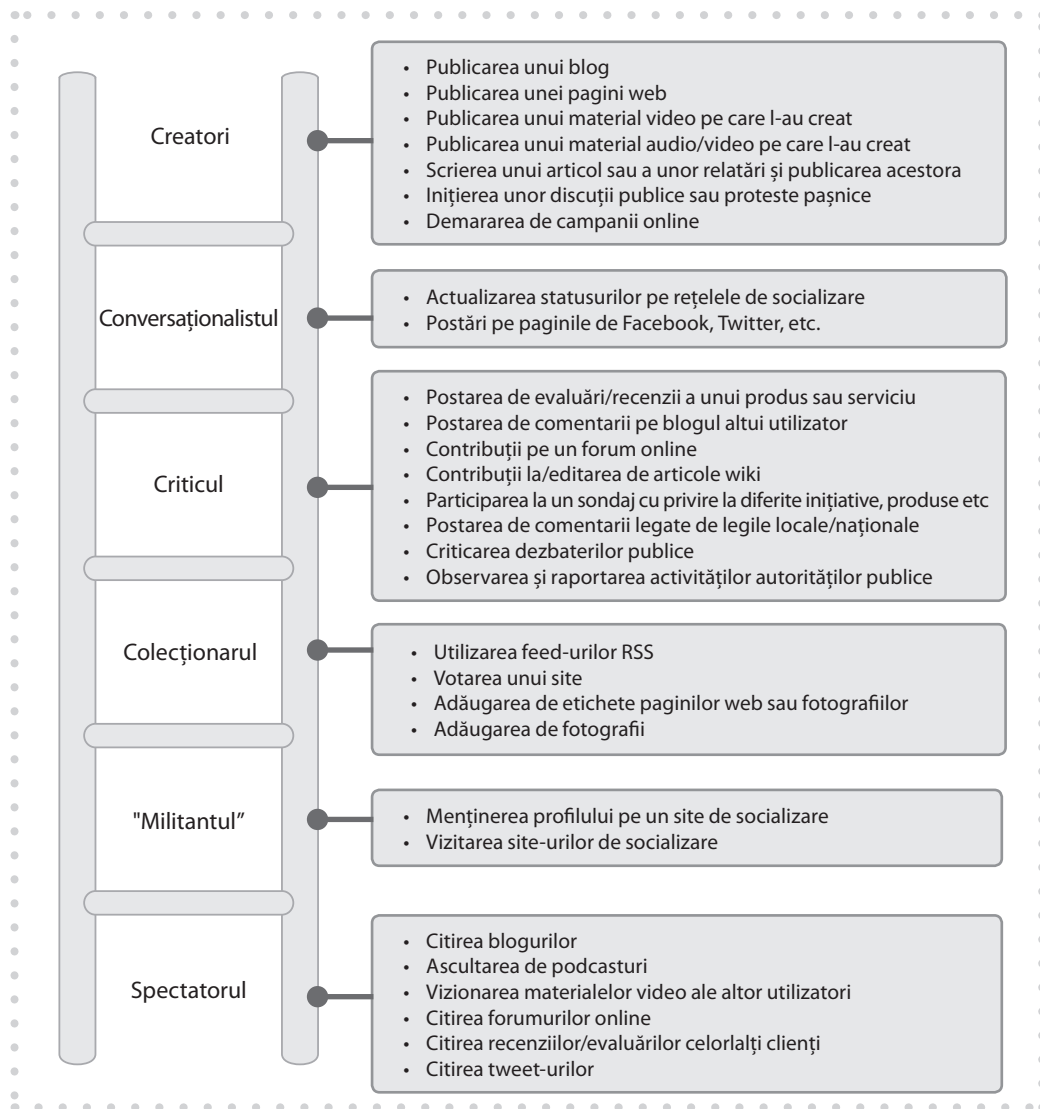 Creatori
• Publicarea unui blog
• Publicarea unei pagini web
• Publicarea unui material video pe care l-au creat
• Publicarea unui material audio/video pe care l-au creat
• Scrierea unui articol sau a unor relatări și publicarea acestora
• Inițierea unor discuții publice sau proteste pașnice
• Demararea de campanii online
Conversaționalistul
• Actualizarea statusurilor pe rețelele de socializare
• Postări pe paginile de Facebook, Twitter, etc.
Criticul
• Postarea de evaluări/recenzii a unui produs sau serviciu
• Postarea de comentarii pe blogul altui utilizator
• Contribuții pe un forum online
• Contribuții la/editarea de articole wiki
• Participarea la un sondaj cu privire la diferite inițiative, produse etc
• Postarea de comentarii legate de legile locale/naționale
• Criticarea dezbaterilor publice
• Observarea și raportarea activităților autorităților publice
Colecționarul
• Utilizarea feed-urilor RSS
• Votarea unui site
• Adăugarea de etichete paginilor web sau fotografiilor
• Adăugarea de fotografii
"Militantul”
• Menținerea profilului pe un site de socializare
• Vizitarea site-urilor de socializare
Spectatorul
• Citirea blogurilor
• Ascultarea de podcasturi
• Vizionarea materialelor video ale altor utilizatori
• Citirea forumurilor online
• Citirea recenziilor/evaluărilor celorlalți clienți
• Citirea tweet-urilor